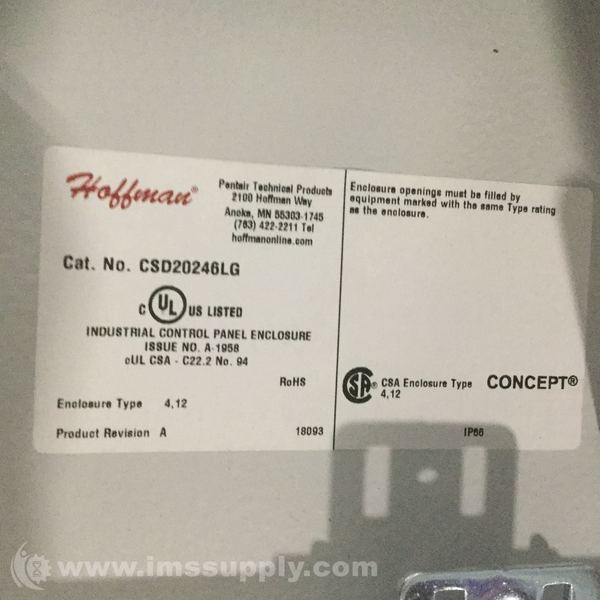 Hoffman®
Pentair Technical Products
2100 Hoffman Way
Anoka, MN 55303-1745
(763) 422-2211 Tel
hoffmanonline.com
Cat. No. CSD20246LG
C UL US LISTED
INDUSTRIAL CONTROL PANEL ENCLOSURE
ISSUE NO. A-1958
cUL CSA - C22.2 No. 94
RoHS
Enclosure Type 4,12
Product Revision A 18093
Enclosure openings must be filled by
equipment marked with the same Type rating
as the enclosure.
SA® CSA Enclosure Type CONCEPT®
4,12
IP66
www.imssupply.com